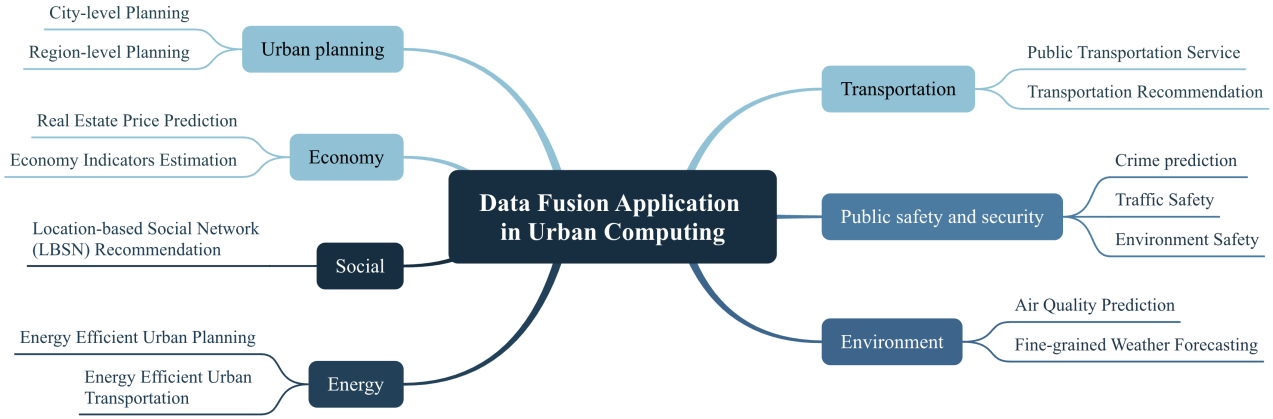 Data Fusion Application
in Urban Computing
Urban planning
City-level Planning
Region-level Planning
Economy
Real Estate Price Prediction
Economy Indicators Estimation
Social
Location-based Social Network
(LBSN) Recommendation
Energy
Energy Efficient Urban Planning
Energy Efficient Urban
Transportation
Transportation
Public Transportation Service
Transportation Recommendation
Public safety and security
Crime prediction
Traffic Safety
Environment Safety
Environment
Air Quality Prediction
Fine-grained Weather Forecasting